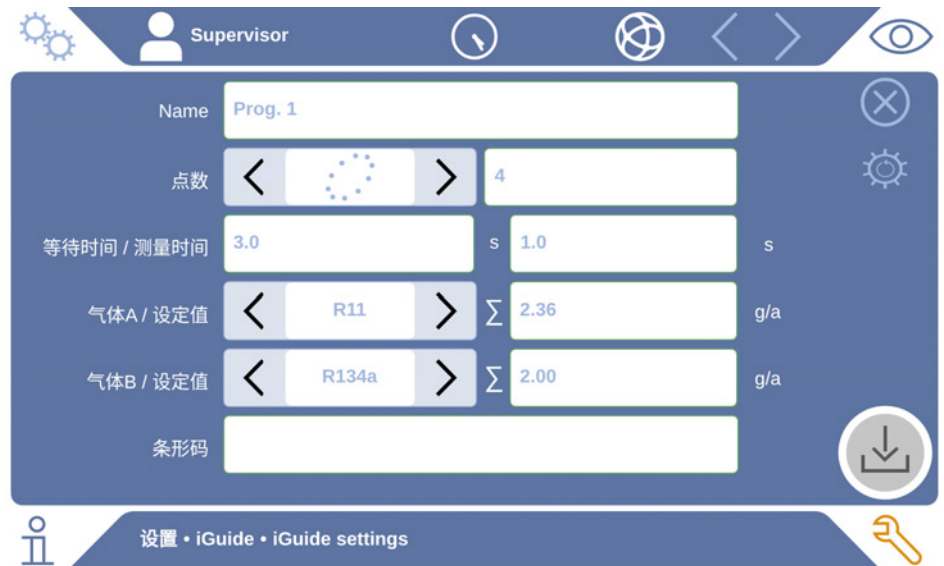 Supervisor
Name Prog. 1
点数 4
等待时间 / 测量时间 3.0 s 1.0 s
气体A / 设定值 R11 ∑ 2.36 g/a
气体B / 设定值 R134a ∑ 2.00 g/a
条形码
设置 • iGuide • iGuide settings